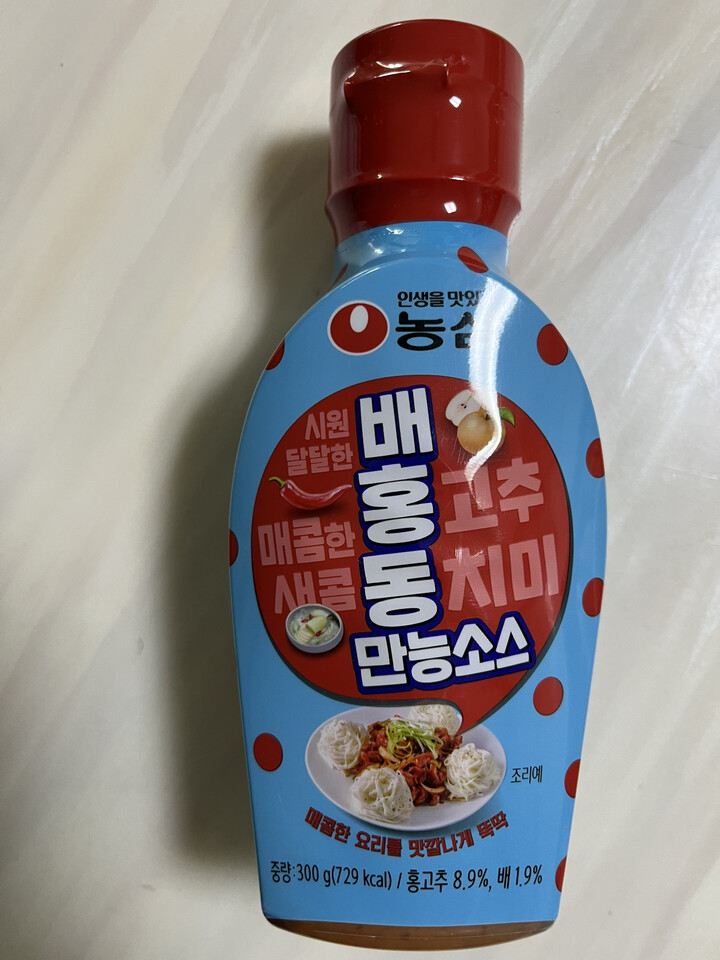 인생을 맛있
농심
시원 달달한 배
매콤한 홍고추
새콤 동치미
만능소스
조리예
매콤한 요리를 맛깔나게 뚝딱
중량:300 g(729 kcal) / 홍고추 8.9%, 배 1.9%